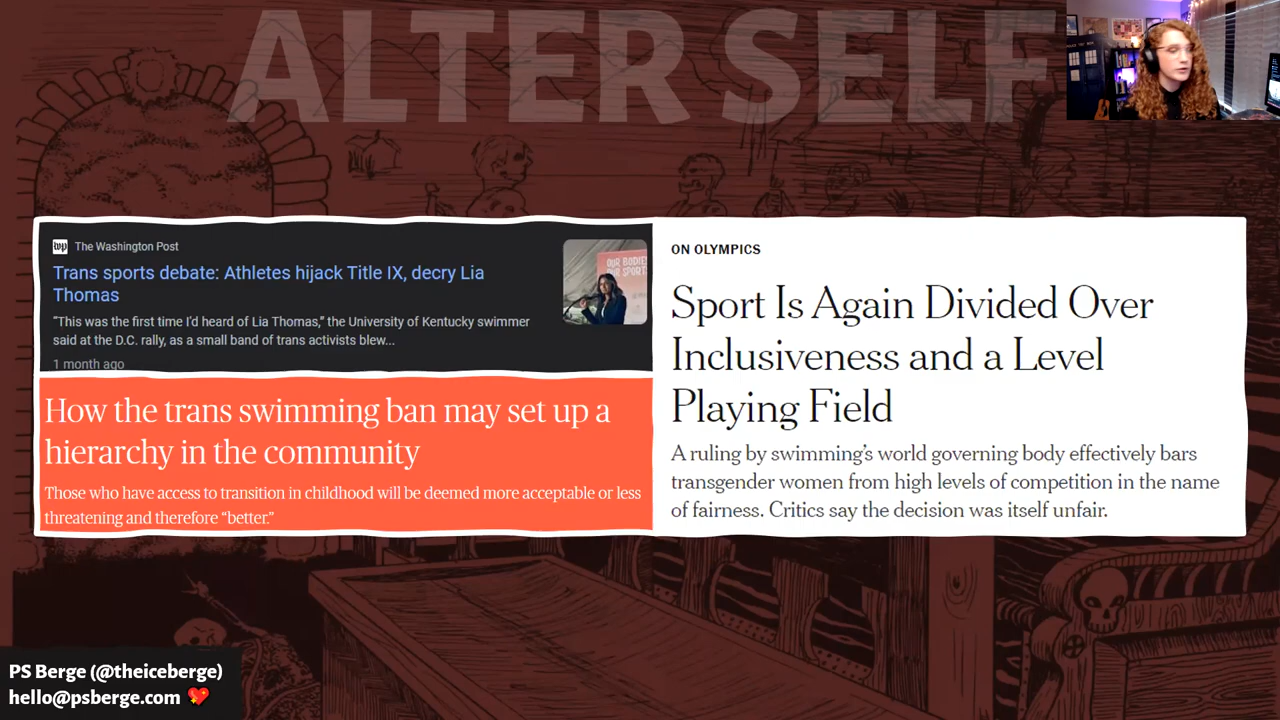 ALTER SELF
The Washington Post
Trans sports debate: Athletes hijack Title IX, decry Lia
Thomas
“This was the first time I'd heard of Lia Thomas,” the University of Kentucky swimmer
said at the D.C. rally, as a small band of trans activists blew...
1 month ago
OUR BODIES
OUR SPORTS
How the trans swimming ban may set up a
hierarchy in the community
Those who have access to transition in childhood will be deemed more acceptable or less
threatening and therefore “better.”
ON OLYMPICS
Sport Is Again Divided Over
Inclusiveness and a Level
Playing Field
A ruling by swimming’s world governing body effectively bars
transgender women from high levels of competition in the name
of fairness. Critics say the decision was itself unfair.
PS Berge (@theiceberge)
hello@psberge.com 💖